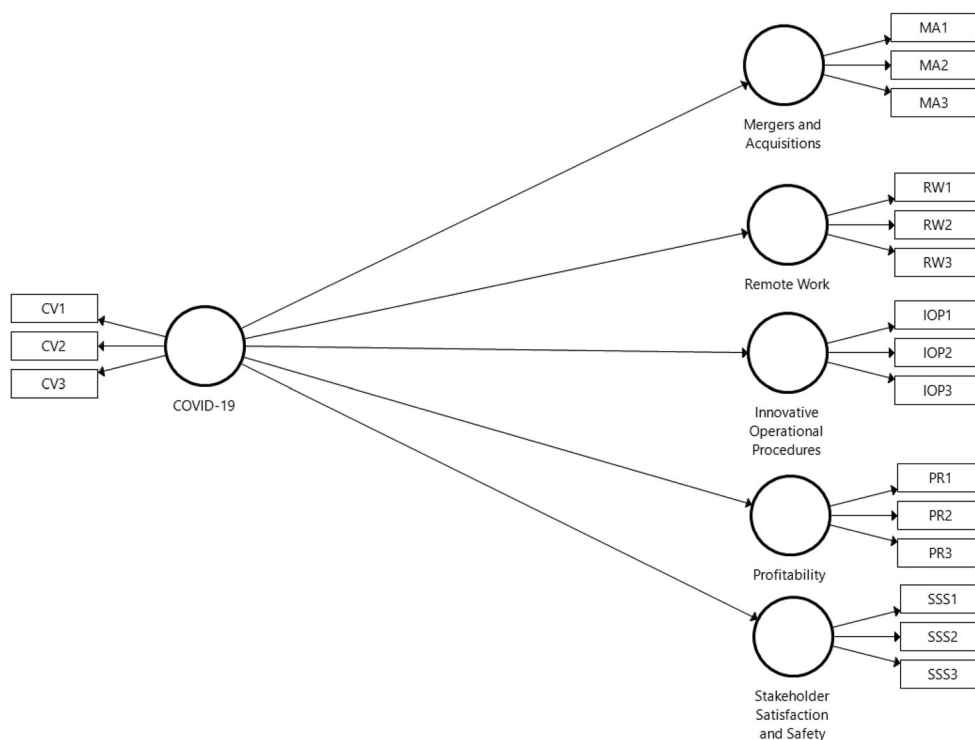 MA1
MA2
MA3
Mergers and
Acquisitions
RW1
RW2
RW3
Remote Work
CV1
CV2
CV3
COVID-19
IOP1
IOP2
IOP3
Innovative
Operational
Procedures
PR1
PR2
PR3
Profitability
SSS1
SSS2
SSS3
Stakeholder
Satisfaction
and Safety